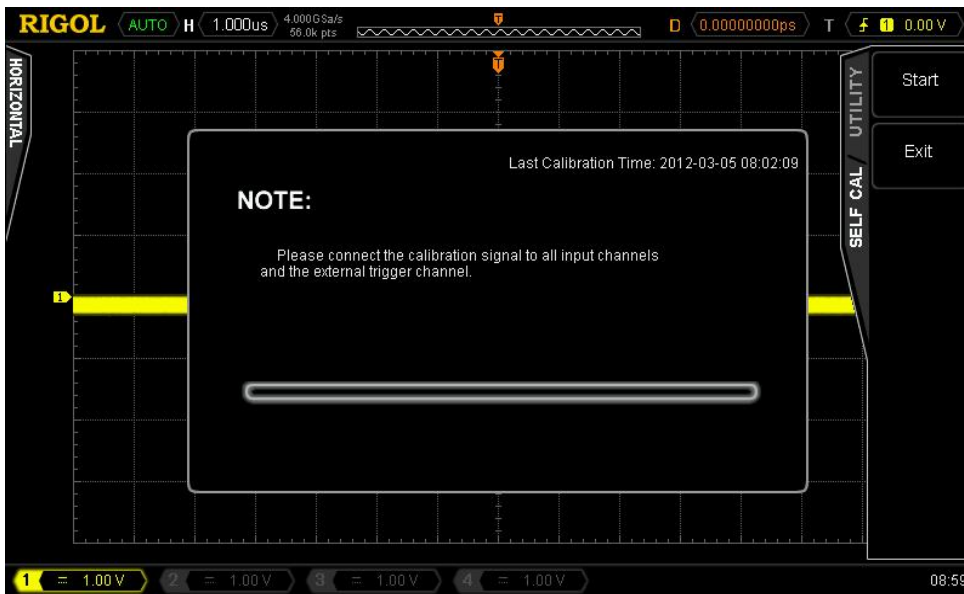 RIGOL AUTO H 1.000us 4.000GSa/s 56.0k pts T D 0.00000000ps T 1 0.00 V
HORIZONTAL
T
UTILITY
SELF CAL
Start
Exit
Last Calibration Time: 2012-03-05 08:02:09
NOTE:
Please connect the calibration signal to all input channels
and the external trigger channel.
1
1 = 1.00 V 2 = 1.00 V 3 = 1.00 V 4 = 1.00 V 08:59